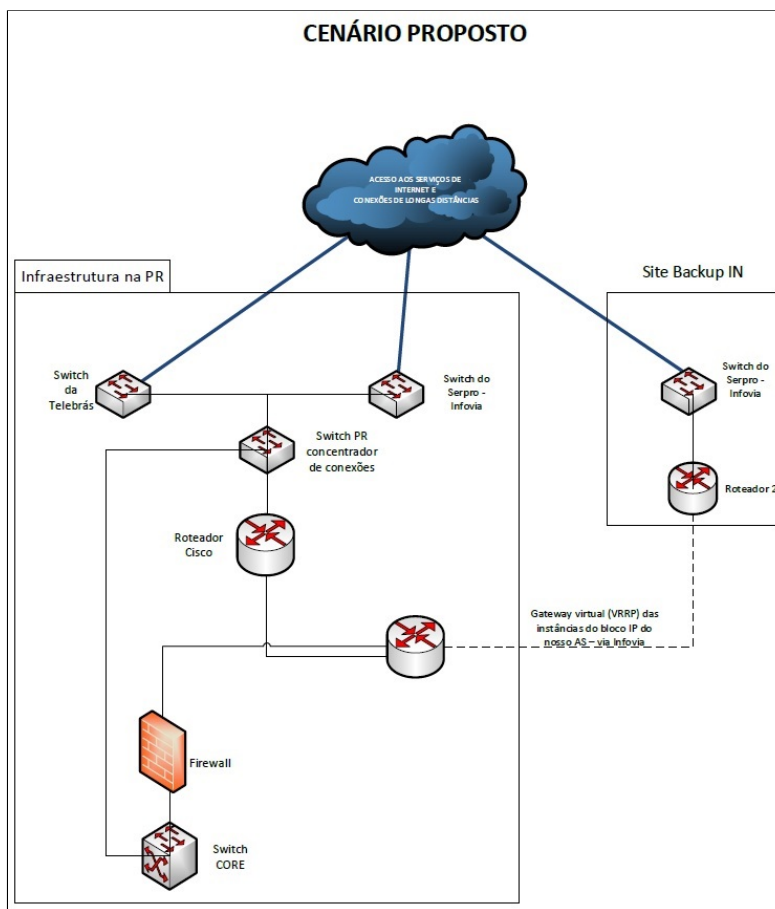 CENÁRIO PROPOSTO
ACESSO AOS SERVIÇOS DE
INTERNET E
CONEXÕES DE LONGAS DISTÂNCIAS
Infraestrutura na PR
Site Backup IN
Switch
da
Telebrás
Switch do
Serpro -
Infovia
Switch do
Serpro -
Infovia
Switch PR
concentrador
de conexões
Roteador 2
Roteador
Cisco
Gateway virtual (VRRP) das
instâncias do bloco IP do
nosso AS – via Infovia
Firewall
Switch
CORE